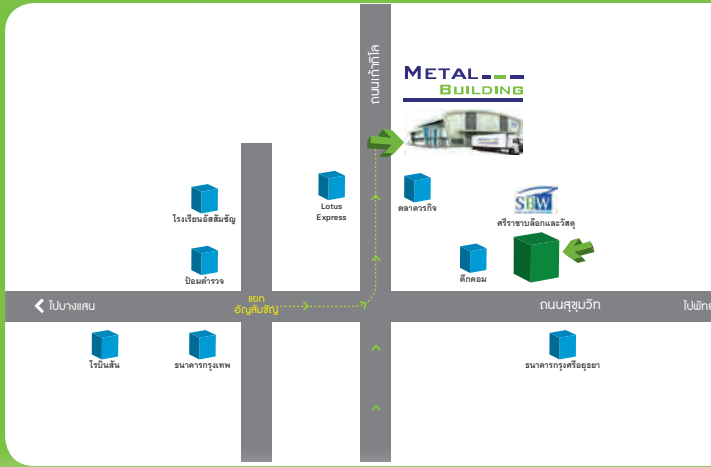 ถนนเก้ากิโล
METAL
BUILDING
Lotus
Express
ตลาดวรกิจ
โรงเรียนอัสสัมชัญ
SBW
ศรีราชาบล๊อกและวัสดุ
ป้อมตำรวจ
ตึกคอม
ไปบางแสน
แยก
อัญสัมชัญ
ถนนสุขุมวิท
ไปพัทย
โรบินสัน
ธนาคารกรุงเทพ
ธนาคารกรุงศรีอยุธยา